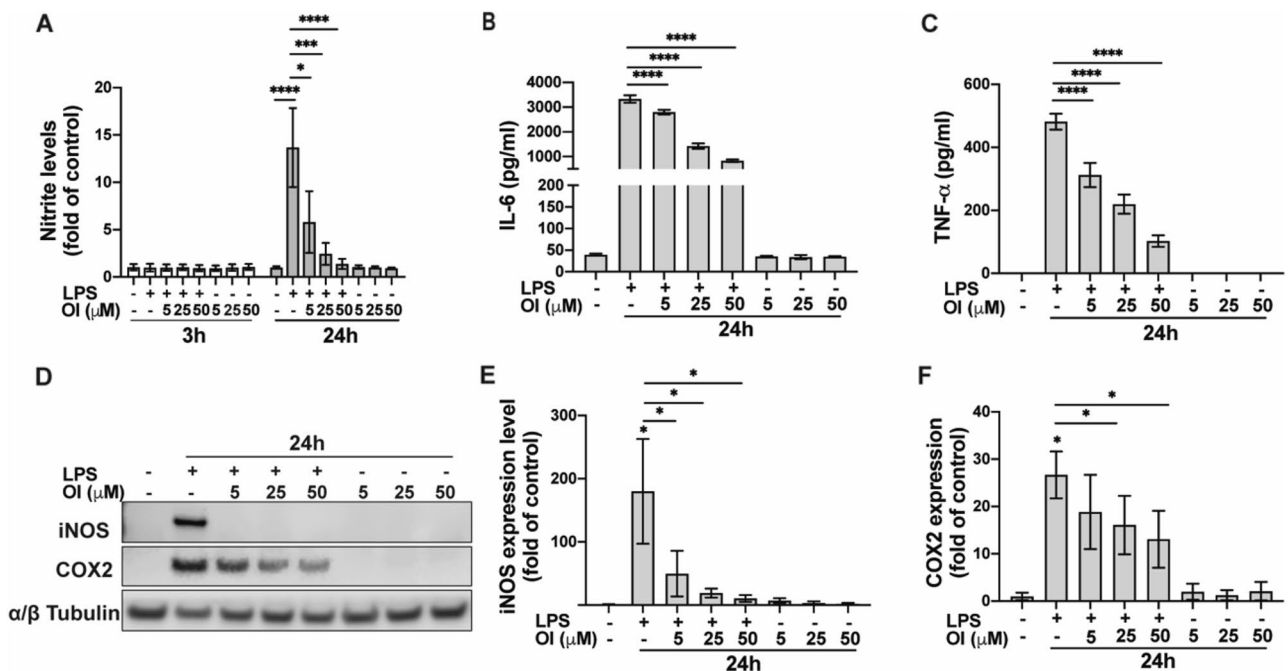 A
****
***
*
****
Nitrite levels
(fold of control)
20
15
10
5
0
LPS - + + + + - - - - + + + + - - -
OI (μM) - - 5 25 50 5 25 50 - - 5 25 50 5 25 50
3h 24h
B
****
****
****
IL-6 (pg/ml)
4000
3000
2000
1000
200
150
100
50
0
LPS - + + + + - - -
OI (μM) - - 5 25 50 5 25 50
24h
C
****
****
****
TNF-α (pg/ml)
600
400
200
0
LPS - + + + + - - -
OI (μM) - - 5 25 50 5 25 50
24h
D
24h
LPS - + + + + - - -
OI (μM) - - 5 25 50 5 25 50
iNOS
COX2
α/β Tubulin
E
*
*
*
*
iNOS expression level
(fold of control)
300
200
100
LPS - + + + + - - -
OI (μM) - - 5 25 50 5 25 50
24h
F
*
*
*
COX2 expression
(fold of control)
40
30
20
10
0
LPS - + + + + - - -
OI (μM) - - 5 25 50 5 25 50
24h